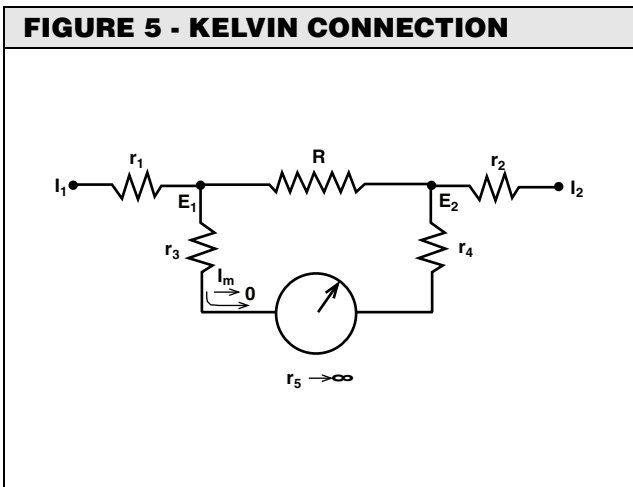 FIGURE 5 - KELVIN CONNECTION
r₁
R
r₂
I₁
E₁
E₂
I₂
r₃
r₄
Iₘ
→ 0
r₅ → ∞